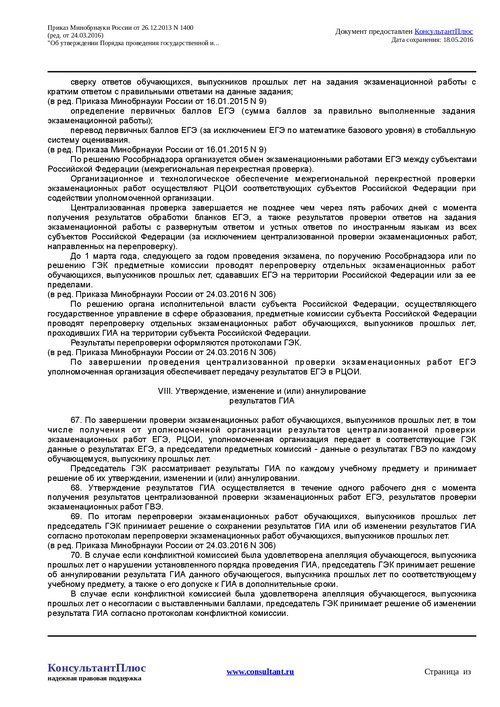 Приказ Минобрнауки России от 26.12.2013 N 1400
(ред. от 24.03.2016)
"Об утверждении Порядка проведения государственной и...
Документ предоставлен КонсультантПлюс
Дата сохранения: 18.05.2016
сверку ответов обучающихся, выпускников прошлых лет на задания экзаменационной работы с
кратким ответом с правильными ответами на данные задания;
(в ред. Приказа Минобрнауки России от 16.01.2015 N 9)
определение первичных баллов ЕГЭ (сумма баллов за правильно выполненные задания
экзаменационной работы);
перевод первичных баллов ЕГЭ (за исключением ЕГЭ по математике базового уровня) в стобалльную
систему оценивания.
(в ред. Приказа Минобрнауки России от 16.01.2015 N 9)
По решению Рособрнадзора организуется обмен экзаменационными работами ЕГЭ между субъектами
Российской Федерации (межрегиональная перекрестная проверка).
Организационное и технологическое обеспечение межрегиональной перекрестной проверки
экзаменационных работ осуществляют РЦОИ соответствующих субъектов Российской Федерации при
содействии уполномоченной организации.
Централизованная проверка завершается не позднее чем через пять рабочих дней с момента
получения результатов обработки бланков ЕГЭ, а также результатов проверки ответов на задания
экзаменационной работы с развернутым ответом и устных ответов по иностранным языкам из всех
субъектов Российской Федерации (за исключением централизованной проверки экзаменационных работ,
направленных на перепроверку).
До 1 марта года, следующего за годом проведения экзамена, по поручению Рособрнадзора или по
решению ГЭК предметные комиссии проводят перепроверку отдельных экзаменационных работ
обучающихся, выпускников прошлых лет, сдававших ЕГЭ на территории Российской Федерации или за ее
пределами.
(в ред. Приказа Минобрнауки России от 24.03.2016 N 306)
По решению органа исполнительной власти субъекта Российской Федерации, осуществляющего
государственное управление в сфере образования, предметные комиссии субъекта Российской Федерации
проводят перепроверку отдельных экзаменационных работ обучающихся, выпускников прошлых лет,
проходивших ГИА на территории субъекта Российской Федерации.
Результаты перепроверки оформляются протоколами ГЭК.
(в ред. Приказа Минобрнауки России от 24.03.2016 N 306)
По завершении проведения централизованной проверки экзаменационных работ ЕГЭ
уполномоченная организация обеспечивает передачу результатов ЕГЭ в РЦОИ.
VIII. Утверждение, изменение и (или) аннулирование
результатов ГИА
67. По завершении проверки экзаменационных работ обучающихся, выпускников прошлых лет, в том
числе получения от уполномоченной организации результатов централизованной проверки
экзаменационных работ ЕГЭ, РЦОИ, уполномоченная организация передает в соответствующие ГЭК
данные о результатах ЕГЭ, а председатели предметных комиссий - данные о результатах ГВЭ по каждому
обучающемуся, выпускнику прошлых лет.
Председатель ГЭК рассматривает результаты ГИА по каждому учебному предмету и принимает
решение об их утверждении, изменении и (или) аннулировании.
68. Утверждение результатов ГИА осуществляется в течение одного рабочего дня с момента
получения результатов централизованной проверки экзаменационных работ ЕГЭ, результатов проверки
экзаменационных работ ГВЭ.
69. По итогам перепроверки экзаменационных работ обучающихся, выпускников прошлых лет
председатель ГЭК принимает решение о сохранении результатов ГИА или об изменении результатов ГИА
согласно протоколам перепроверки экзаменационных работ обучающихся, выпускников прошлых лет.
(в ред. Приказа Минобрнауки России от 24.03.2016 N 306)
70. В случае если конфликтной комиссией была удовлетворена апелляция обучающегося, выпускника
прошлых лет о нарушении установленного порядка проведения ГИА, председатель ГЭК принимает решение
об аннулировании результата ГИА данного обучающегося, выпускника прошлых лет по соответствующему
учебному предмету, а также о его допуске к ГИА в дополнительные сроки.
В случае если конфликтной комиссией была удовлетворена апелляция обучающегося, выпускника
прошлых лет о несогласии с выставленными баллами, председатель ГЭК принимает решение об изменении
результата ГИА согласно протоколам конфликтной комиссии.
КонсультантПлюс
надежная правовая поддержка
www.consultant.ru
Страница из